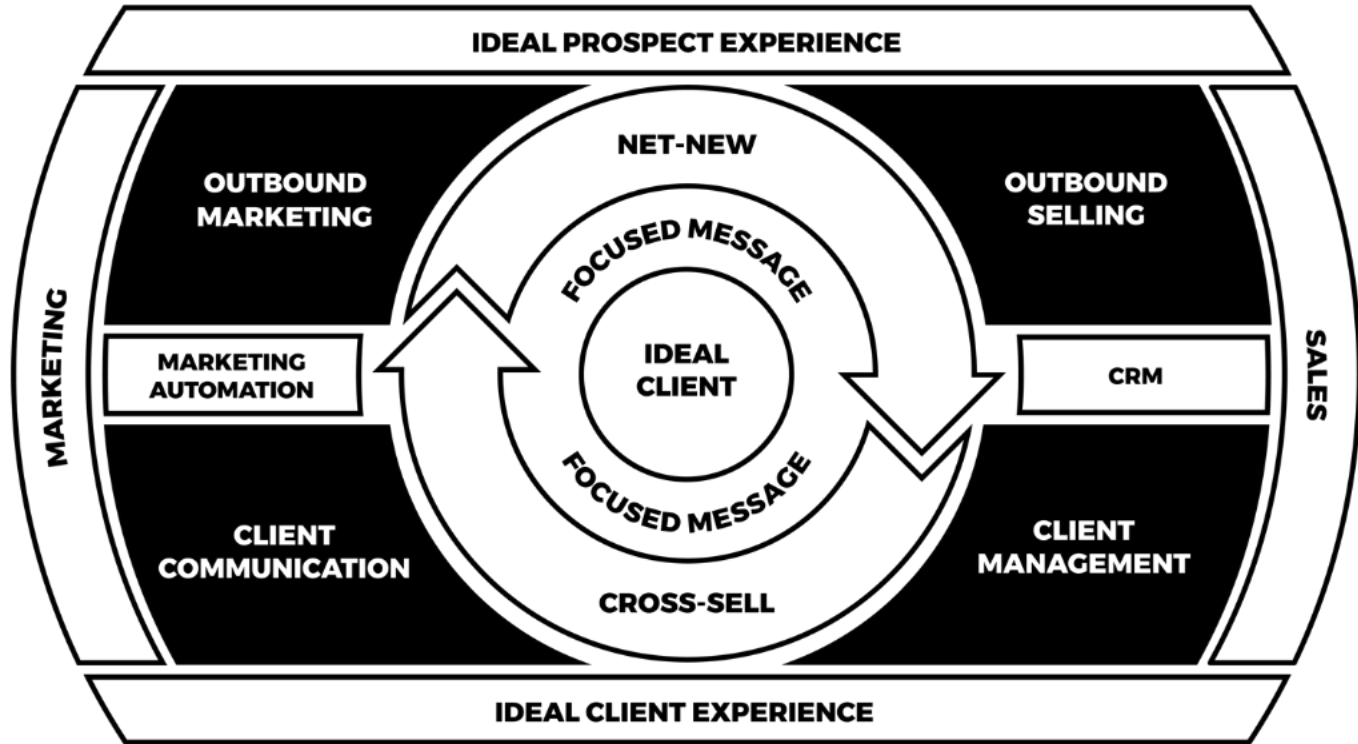 IDEAL PROSPECT EXPERIENCE
NET-NEW
OUTBOUND
MARKETING
OUTBOUND
SELLING
FOCUSED MESSAGE
MARKETING
MARKETING
AUTOMATION
IDEAL
CLIENT
CRM
SALES
FOCUSED MESSAGE
CLIENT
COMMUNICATION
CLIENT
MANAGEMENT
CROSS-SELL
IDEAL CLIENT EXPERIENCE